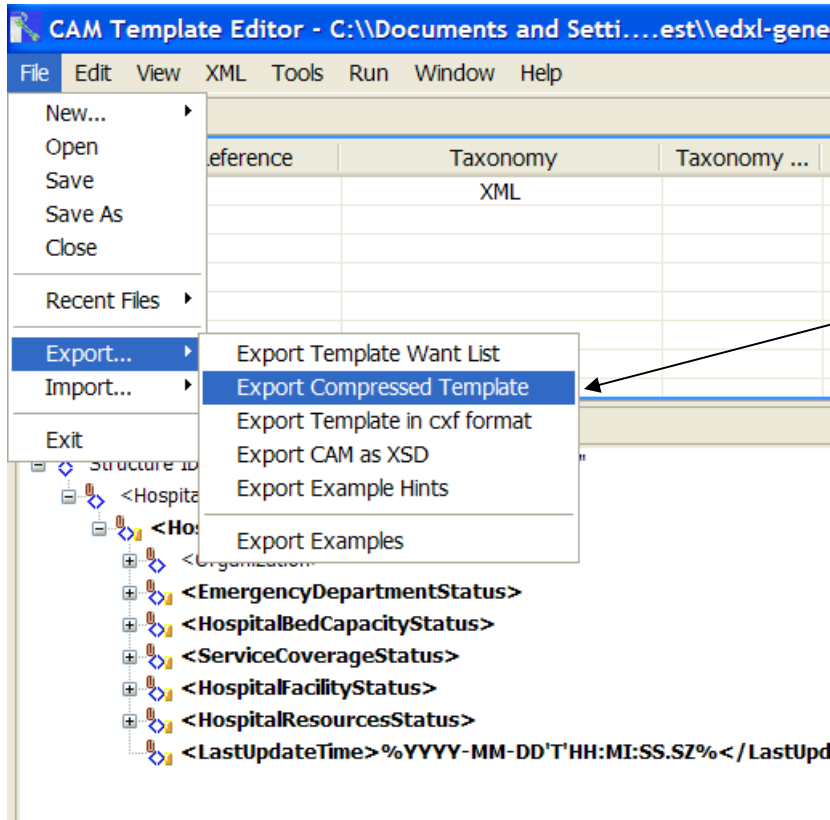 CAM Template Editor - C:\\Documents and Setti....est\\edxl-gene
File Edit View XML Tools Run Window Help
New...
Open
Save
Save As
Close
Recent Files
Export...
Import...
Exit
eference Taxonomy Taxonomy ...
XML
Export Template Want List
Export Compressed Template
Export Template in cxf format
Export CAM as XSD
Export Example Hints
Export Examples
Structure ID "
<Hospita
<Hos
<Organization>
<EmergencyDepartmentStatus>
<HospitalBedCapacityStatus>
<ServiceCoverageStatus>
<HospitalFacilityStatus>
<HospitalResourcesStatus>
<LastUpdateTime>%YYYY-MM-DD'T'HH:MI:SS.SZ%</LastUpd